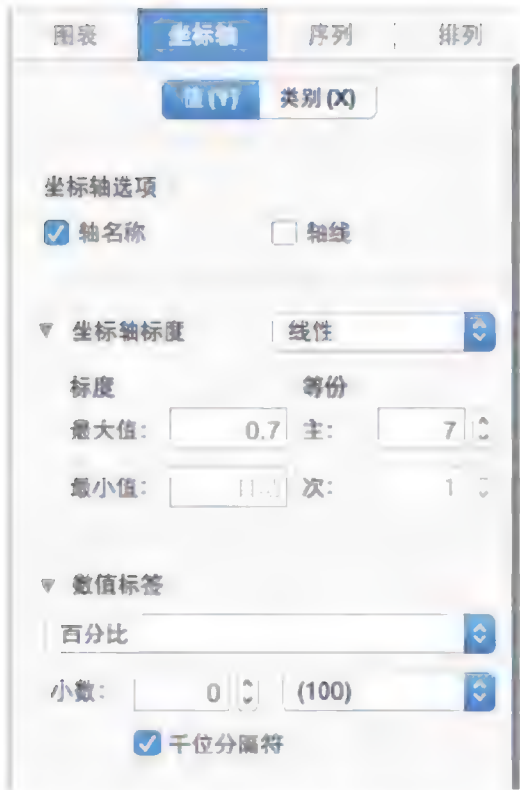 图表 坐标轴 序列 排列
值 (Y) 类别 (X)
坐标轴选项
轴名称 轴线
坐标轴标度 线性
标度 等份
最大值： 0.7 主： 7
最小值： 次： 1
数值标签
百分比
小数： 0 (100)
千位分隔符